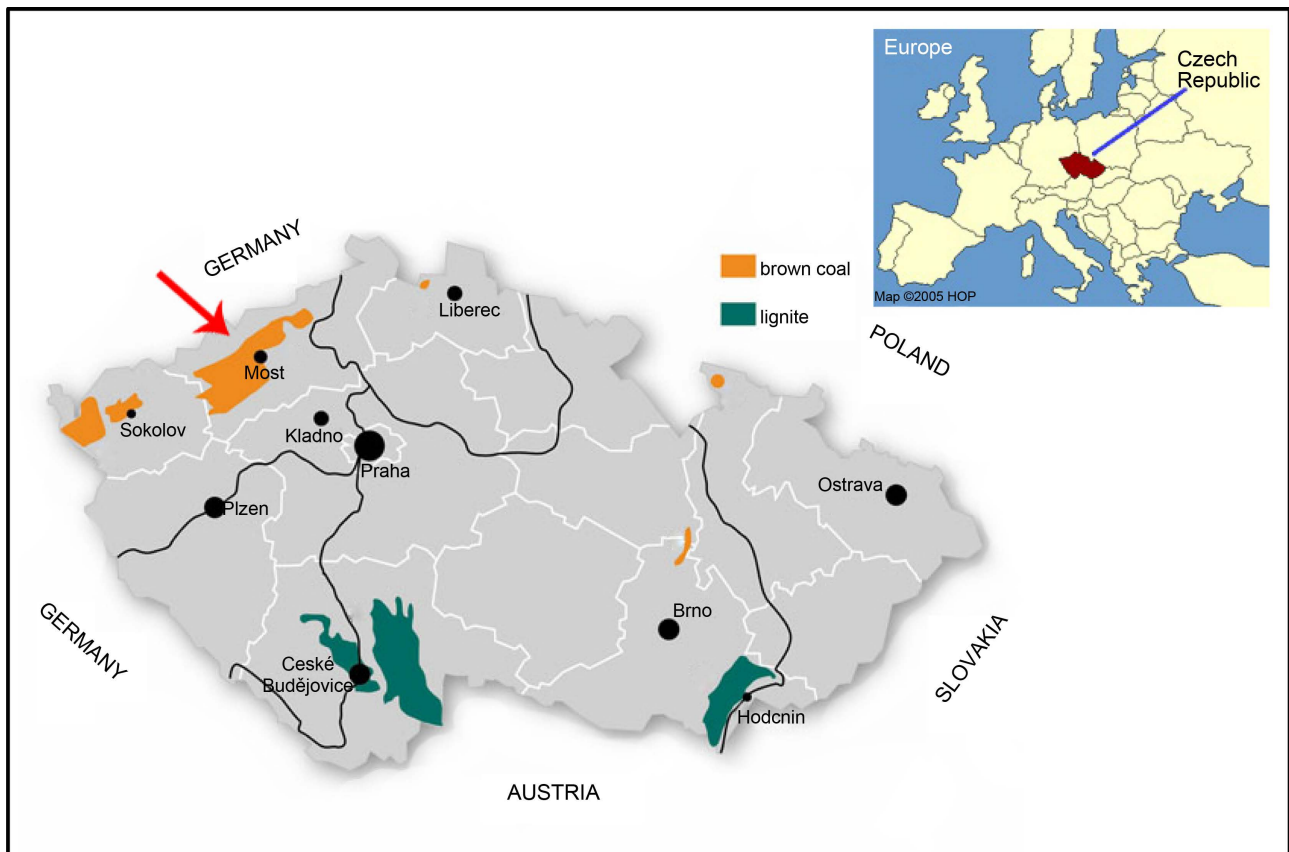 Europe
Czech
Republic
Map ©2005 HOP
GERMANY
brown coal
lignite
Liberec
POLAND
Most
Sokolov
Kladno
Praha
Plzen
Ostrava
GERMANY
Brno
České
Budějovice
SLOVAKIA
Hodcnin
AUSTRIA